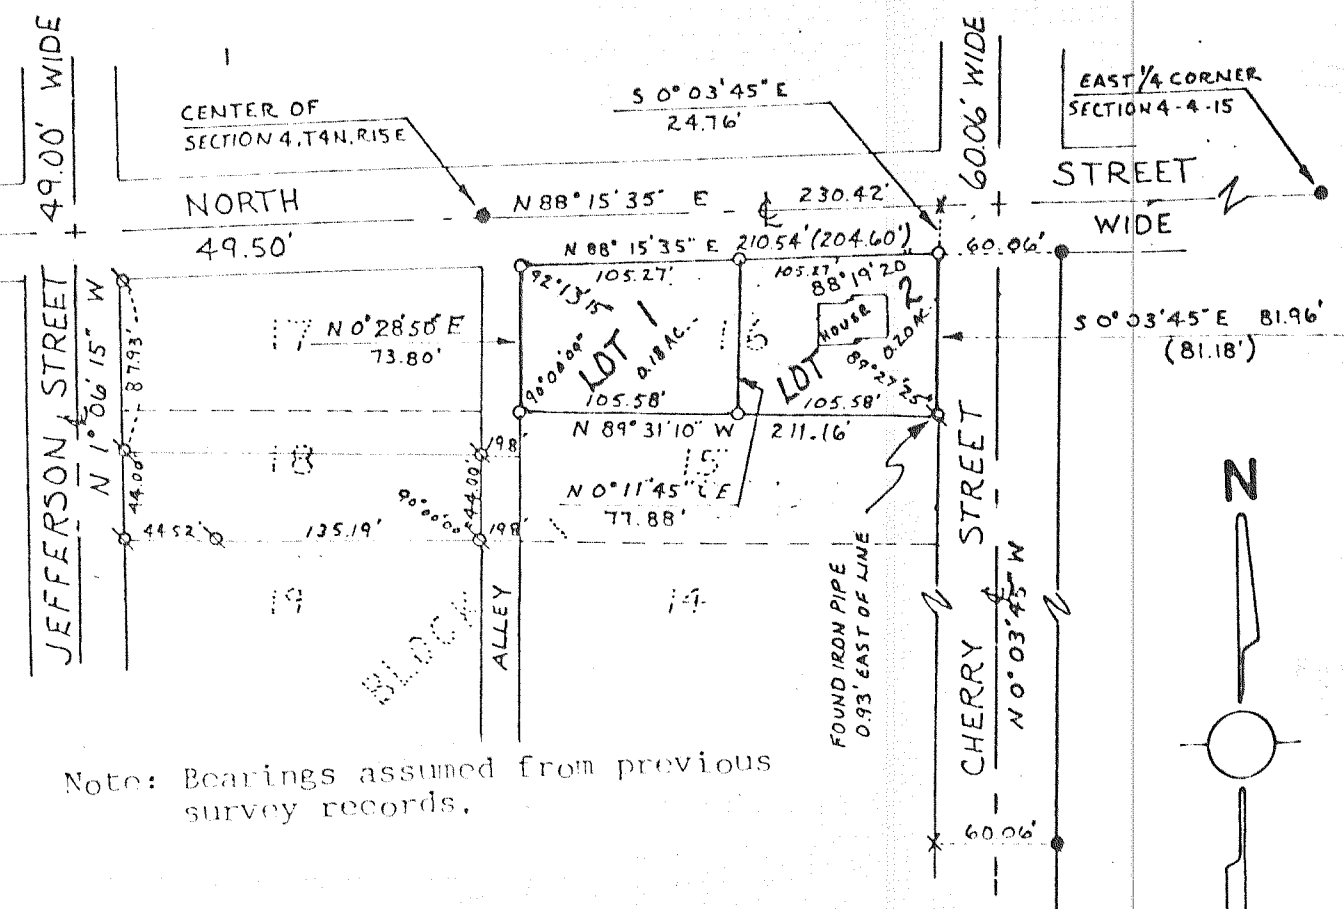 49.00' WIDE
JEFFERSON STREET
N 1° 06' 15" W
CENTER OF
SECTION 4, T4N, R15E
S 0° 03' 45" E
24.76'
60.06' WIDE
EAST 1/4 CORNER
SECTION 4-4-15
NORTH
49.50'
N 88° 15' 35" E
230.42'
STREET
WIDE
N 88° 15' 35" E 210.54' (204.60')
60.06'
105.27'
105.27'
92°13'15"
88°19'20"
17
N 0°28'50" E
73.80'
LOT 1
0.18 AC.
90°00'00"
16
HOUSE
LOT 2
0.20 AC.
89°27'25"
S 0° 03'45" E 81.96'
(81.18')
87.93'
105.58'
105.58'
N 89° 31' 10" W 211.16'
18
198'
15
44.00'
44.00'
90°00'00"
N 0° 11' 45" E
77.88'
44.52'
135.19'
198'
19
14
BLOCK
ALLEY
FOUND IRON PIPE
0.93' EAST OF LINE
CHERRY STREET
N 0° 03' 45" W
N
Note: Bearings assumed from previous
survey records.
60.06'